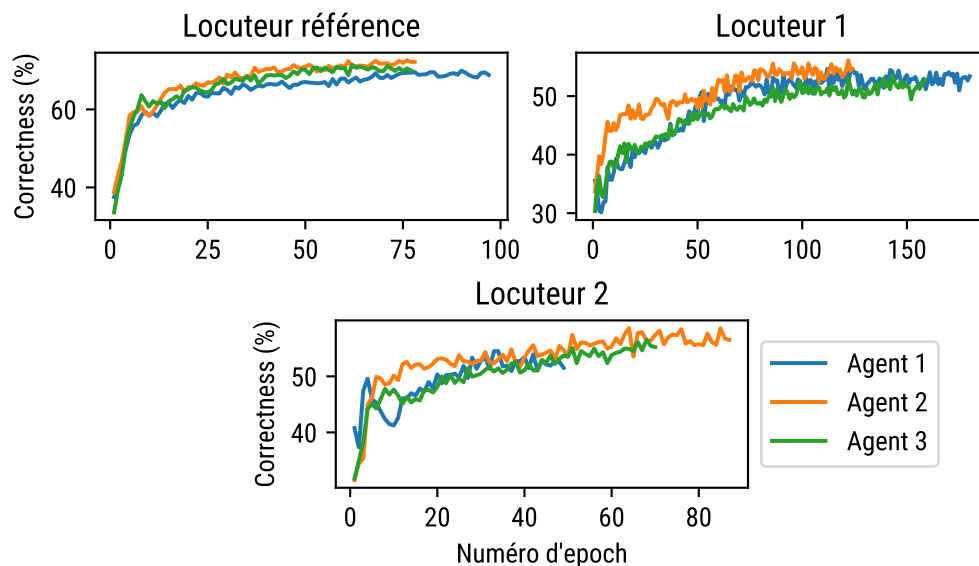 Locuteur référence
Correctness (%)
60
40
0 25 50 75 100
Locuteur 1
50
40
30
0 50 100 150
Locuteur 2
Correctness (%)
50
40
0 20 40 60 80
Numéro d'epoch
Agent 1
Agent 2
Agent 3